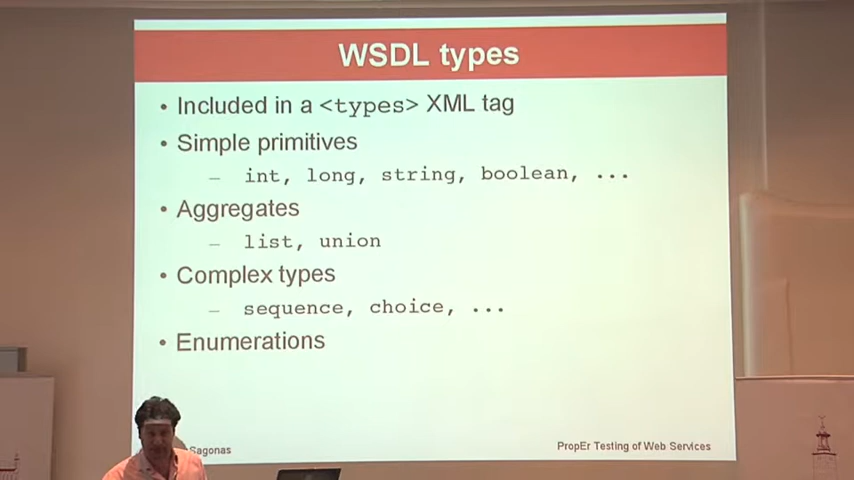 WSDL types
• Included in a <types> XML tag
• Simple primitives
– int, long, string, boolean, ...
• Aggregates
– list, union
• Complex types
– sequence, choice, ...
• Enumerations
Sagonas
PropEr Testing of Web Services